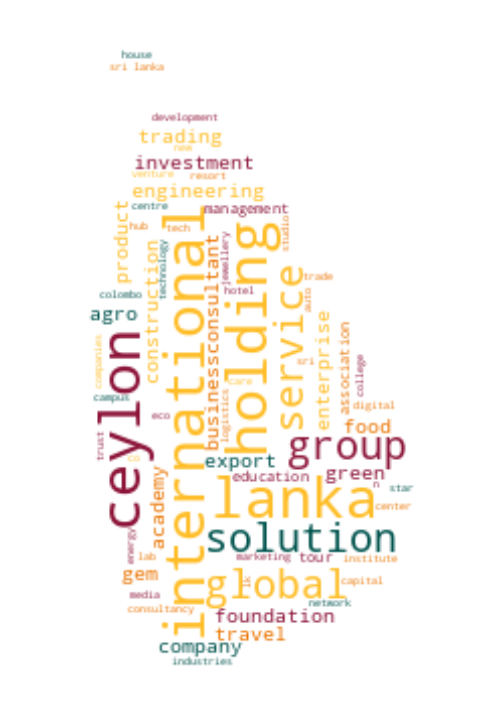 house
sri lanka
development
trading
new
investment
venture
resort
engineering
centre
management
product
hub
tech
international
holding
studio
construction
technology
businessconsultant
jewellery
service
trade
colombo
hotel
auto
agro
enterprise
association
ceylon
companies
sri
college
care
campus
logistics
digital
eco
food
trust
group
co
export
education
green
n
lanka
star
academy
center
solution
energy
lab
marketing
tour
institute
gem
global
lk
capital
media
network
consultancy
foundation
travel
company
industries